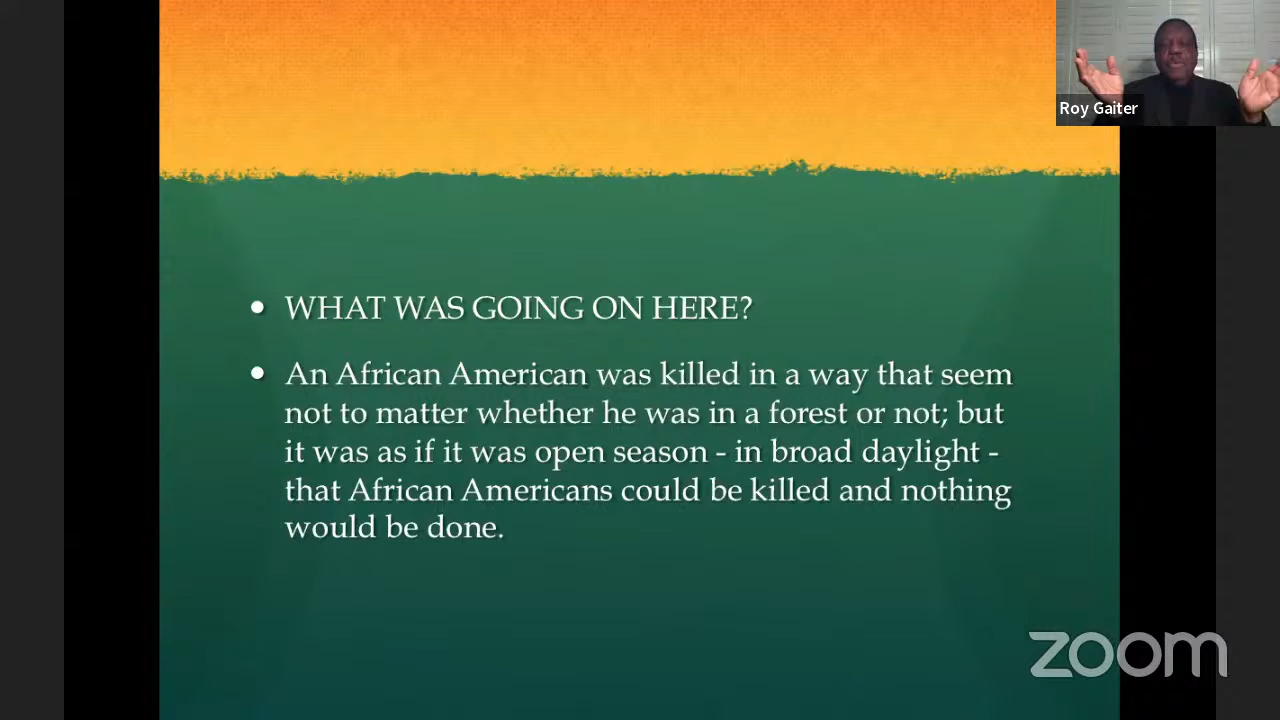 Roy Gaiter
• WHAT WAS GOING ON HERE?
• An African American was killed in a way that seem
not to matter whether he was in a forest or not; but
it was as if it was open season - in broad daylight -
that African Americans could be killed and nothing
would be done.
zoom